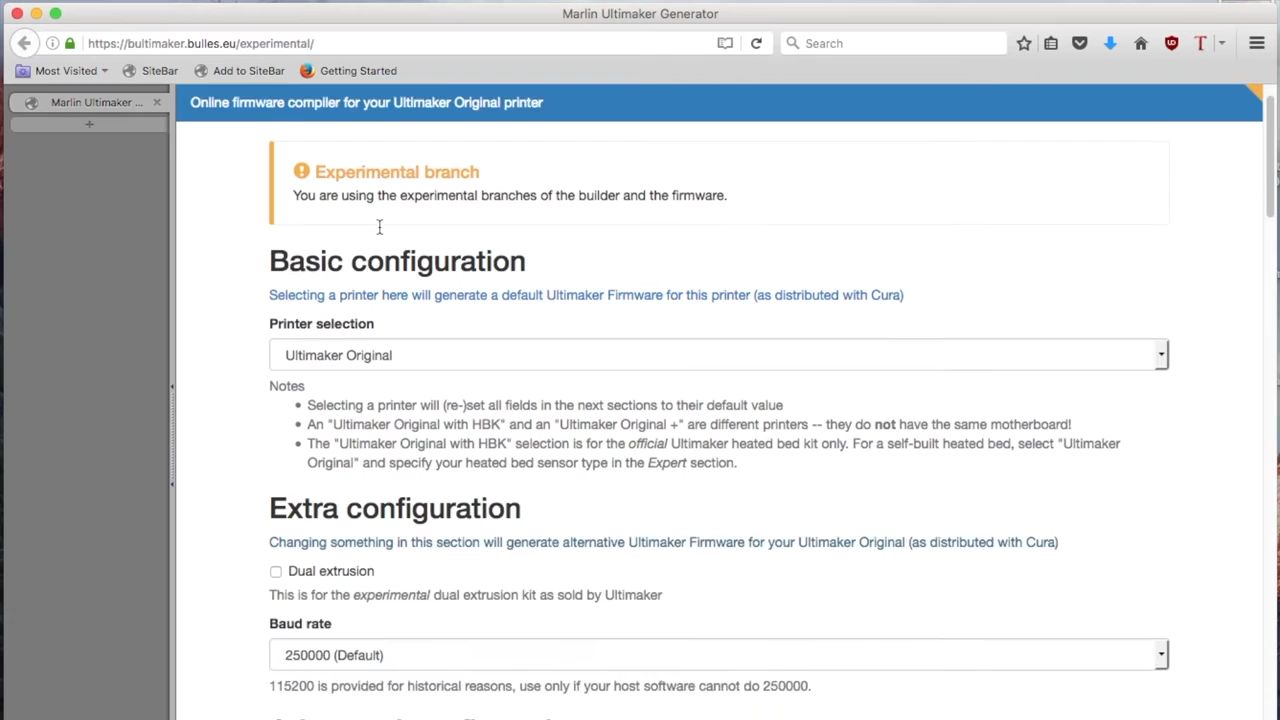 Marlin Ultimaker Generator
https://bultimaker.bulles.eu/experimental/
Search
Most Visited
SiteBar
Add to SiteBar
Getting Started
Marlin Ultimaker ...
Online firmware compiler for your Ultimaker Original printer
Experimental branch
You are using the experimental branches of the builder and the firmware.
Basic configuration
Selecting a printer here will generate a default Ultimaker Firmware for this printer (as distributed with Cura)
Printer selection
Ultimaker Original
Notes
• Selecting a printer will (re-)set all fields in the next sections to their default value
• An "Ultimaker Original with HBK" and an "Ultimaker Original +" are different printers -- they do not have the same motherboard!
• The "Ultimaker Original with HBK" selection is for the official Ultimaker heated bed kit only. For a self-built heated bed, select "Ultimaker
Original" and specify your heated bed sensor type in the Expert section.
Extra configuration
Changing something in this section will generate alternative Ultimaker Firmware for your Ultimaker Original (as distributed with Cura)
Dual extrusion
This is for the experimental dual extrusion kit as sold by Ultimaker
Baud rate
250000 (Default)
115200 is provided for historical reasons, use only if your host software cannot do 250000.